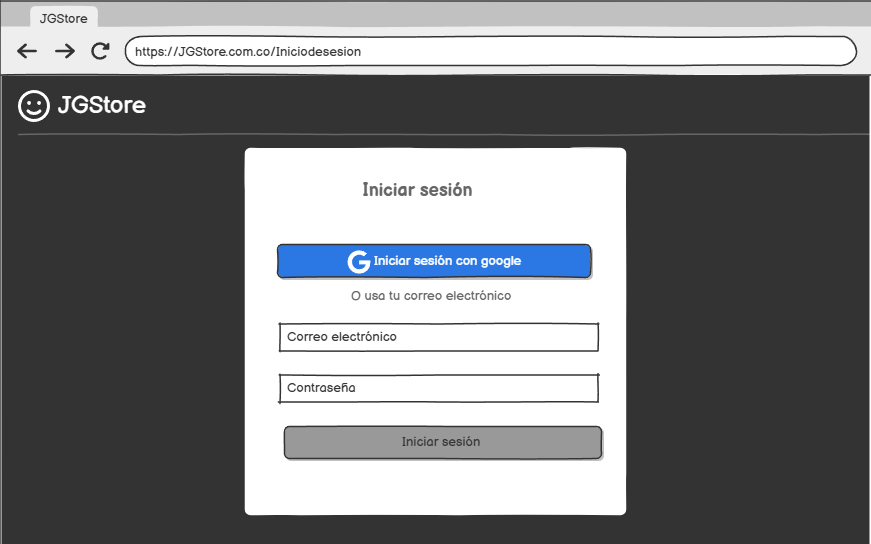 JGStore
https://JGStore.com.co/Iniciodesesion
JGStore
Iniciar sesión
Iniciar sesión con google
O usa tu correo electrónico
Correo electrónico
Contraseña
Iniciar sesión